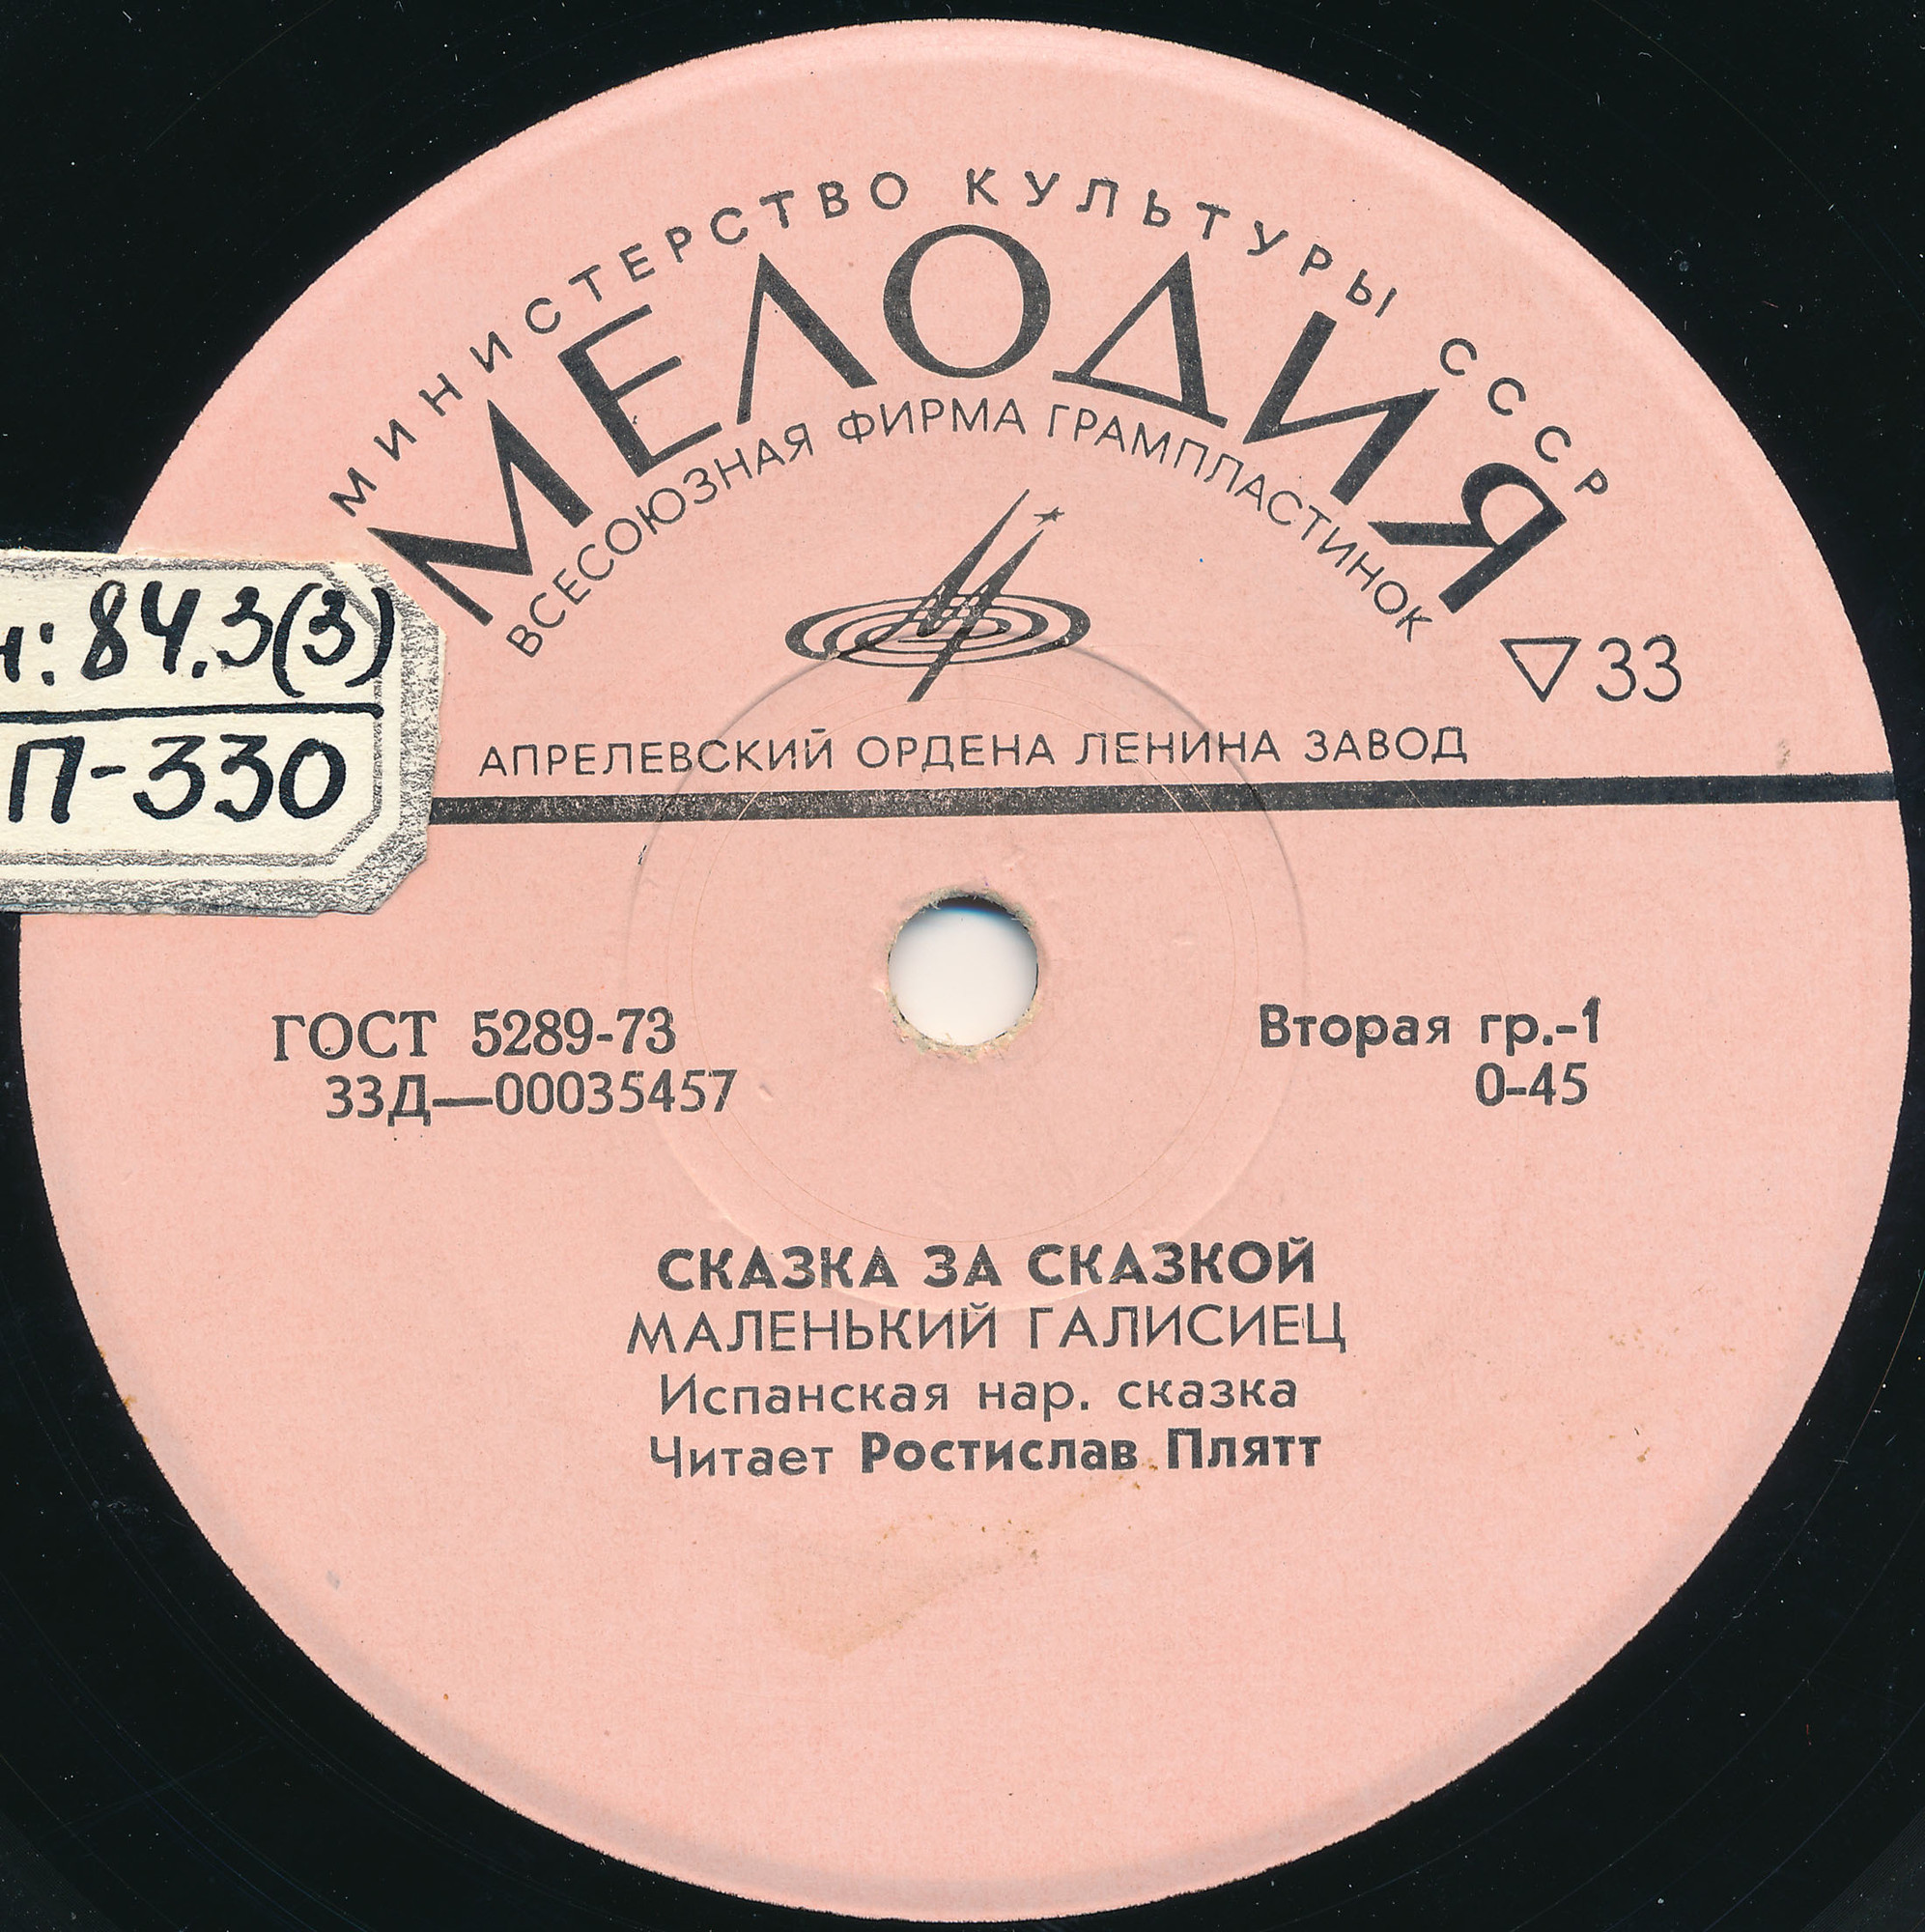 МИНИСТЕРСТВО КУЛЬТУРЫ СССР
МЕЛОДИЯ
ВСЕСОЮЗНАЯ ФИРМА ГРАМПЛАСТИНОК
▽33
н: 84.3(3)
П-330
АПРЕЛЕВСКИЙ ОРДЕНА ЛЕНИНА ЗАВОД
ГОСТ 5289-73
Вторая гр.-1
33Д—00035457
0-45
СКАЗКА ЗА СКАЗКОЙ
МАЛЕНЬКИЙ ГАЛИСИЕЦ
Испанская нар. сказка
Читает Ростислав Плятт